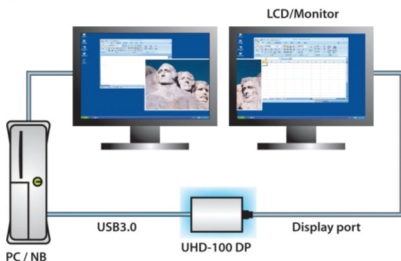 LCD/Monitor
USB3.0
Display port
UHD-100 DP
PC / NB